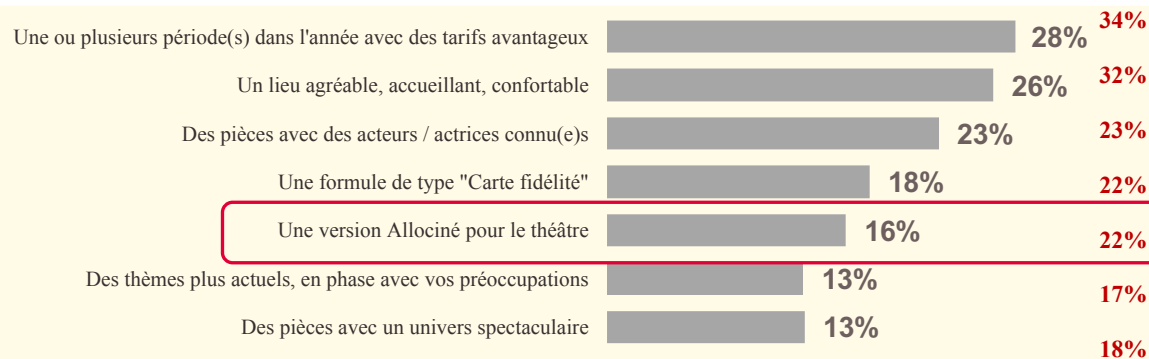 Une ou plusieurs période(s) dans l'année avec des tarifs avantageux 28% 34%
Un lieu agréable, accueillant, confortable 26% 32%
Des pièces avec des acteurs / actrices connu(e)s 23% 23%
Une formule de type "Carte fidélité" 18% 22%
Une version Allociné pour le théâtre 16% 22%
Des thèmes plus actuels, en phase avec vos préoccupations 13% 17%
Des pièces avec un univers spectaculaire 13% 18%